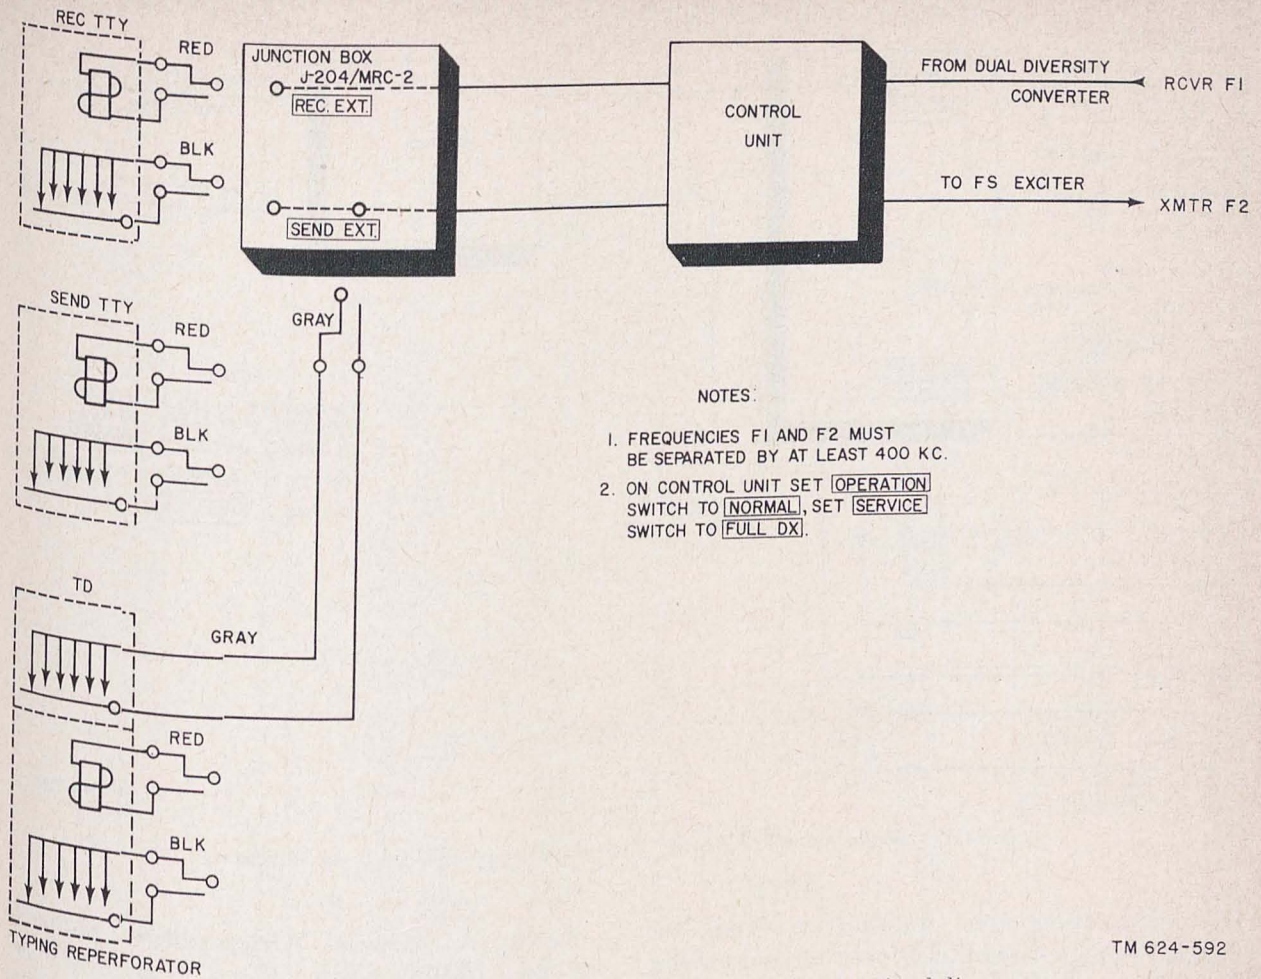 REC TTY
RED
BLK
JUNCTION BOX
J-204/MRC-2
REC. EXT.
SEND EXT.
CONTROL
UNIT
FROM DUAL DIVERSITY
CONVERTER
RCVR F1
TO FS EXCITER
XMTR F2
SEND TTY
RED
BLK
GRAY
NOTES:
1. FREQUENCIES F1 AND F2 MUST
BE SEPARATED BY AT LEAST 400 KC.
2. ON CONTROL UNIT SET OPERATION
SWITCH TO NORMAL, SET SERVICE
SWITCH TO FULL DX.
TD
GRAY
RED
BLK
TYPING REPERFORATOR
TM 624-592